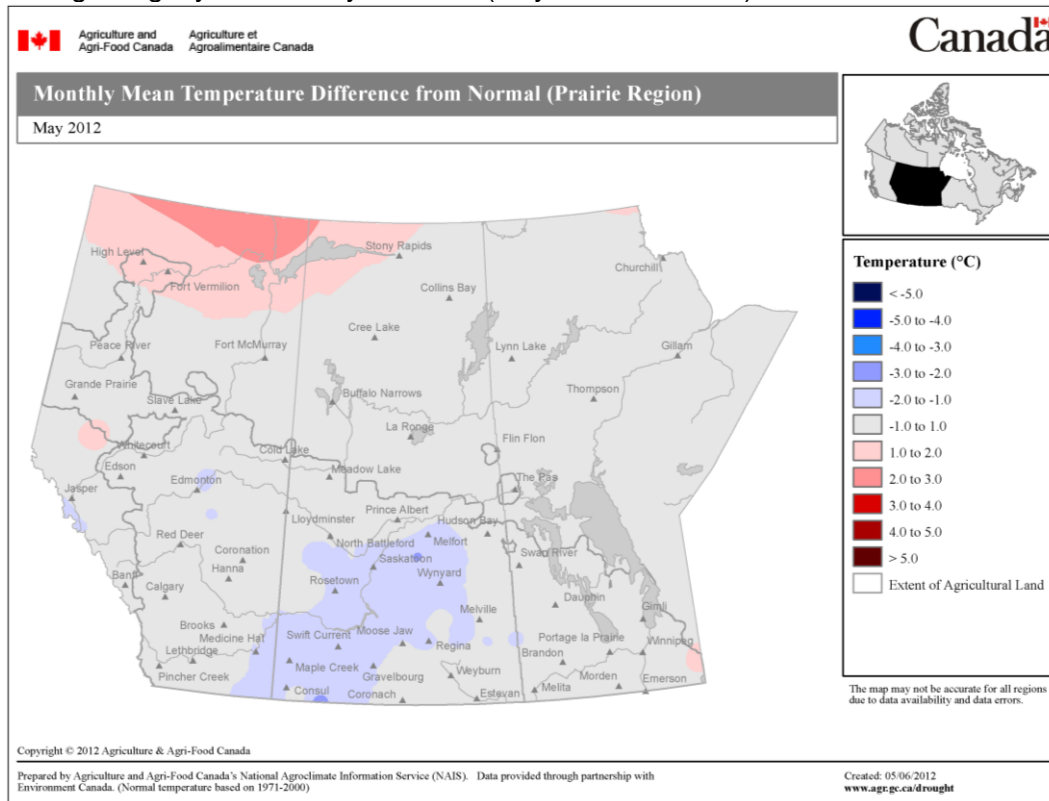 Agriculture and
Agri-Food Canada
Agriculture et
Agroalimentaire Canada
Canada
Monthly Mean Temperature Difference from Normal (Prairie Region)
May 2012
High Level
Fort Vermilion
Stony Rapids
Churchill
Collins Bay
Cree Lake
Peace River
Fort McMurray
Lynn Lake
Gillam
Grande Prairie
Slave Lake
Buffalo Narrows
Thompson
La Ronge
Whitecourt
Cold Lake
Flin Flon
Edson
Meadow Lake
The Pas
Jasper
Edmonton
Lloydminster
Prince Albert
Hudson Bay
Red Deer
North Battleford
Melfort
Coronation
Saskatoon
Swan River
Banff
Hanna
Rosetown
Wynyard
Calgary
Dauphin
Gimli
Brooks
Melville
Medicine Hat
Swift Current
Moose Jaw
Regina
Portage la Prairie
Winnipeg
Lethbridge
Maple Creek
Brandon
Pincher Creek
Gravelbourg
Weyburn
Consul
Coronach
Estevan
Melita
Morden
Emerson
Temperature (°C)
< -5.0
-5.0 to -4.0
-4.0 to -3.0
-3.0 to -2.0
-2.0 to -1.0
-1.0 to 1.0
1.0 to 2.0
2.0 to 3.0
3.0 to 4.0
4.0 to 5.0
> 5.0
Extent of Agricultural Land
The map may not be accurate for all regions
due to data availability and data errors.
Copyright © 2012 Agriculture & Agri-Food Canada
Prepared by Agriculture and Agri-Food Canada's National Agroclimate Information Service (NAIS). Data provided through partnership with
Environment Canada. (Normal temperature based on 1971-2000)
Created: 05/06/2012
www.agr.gc.ca/drought